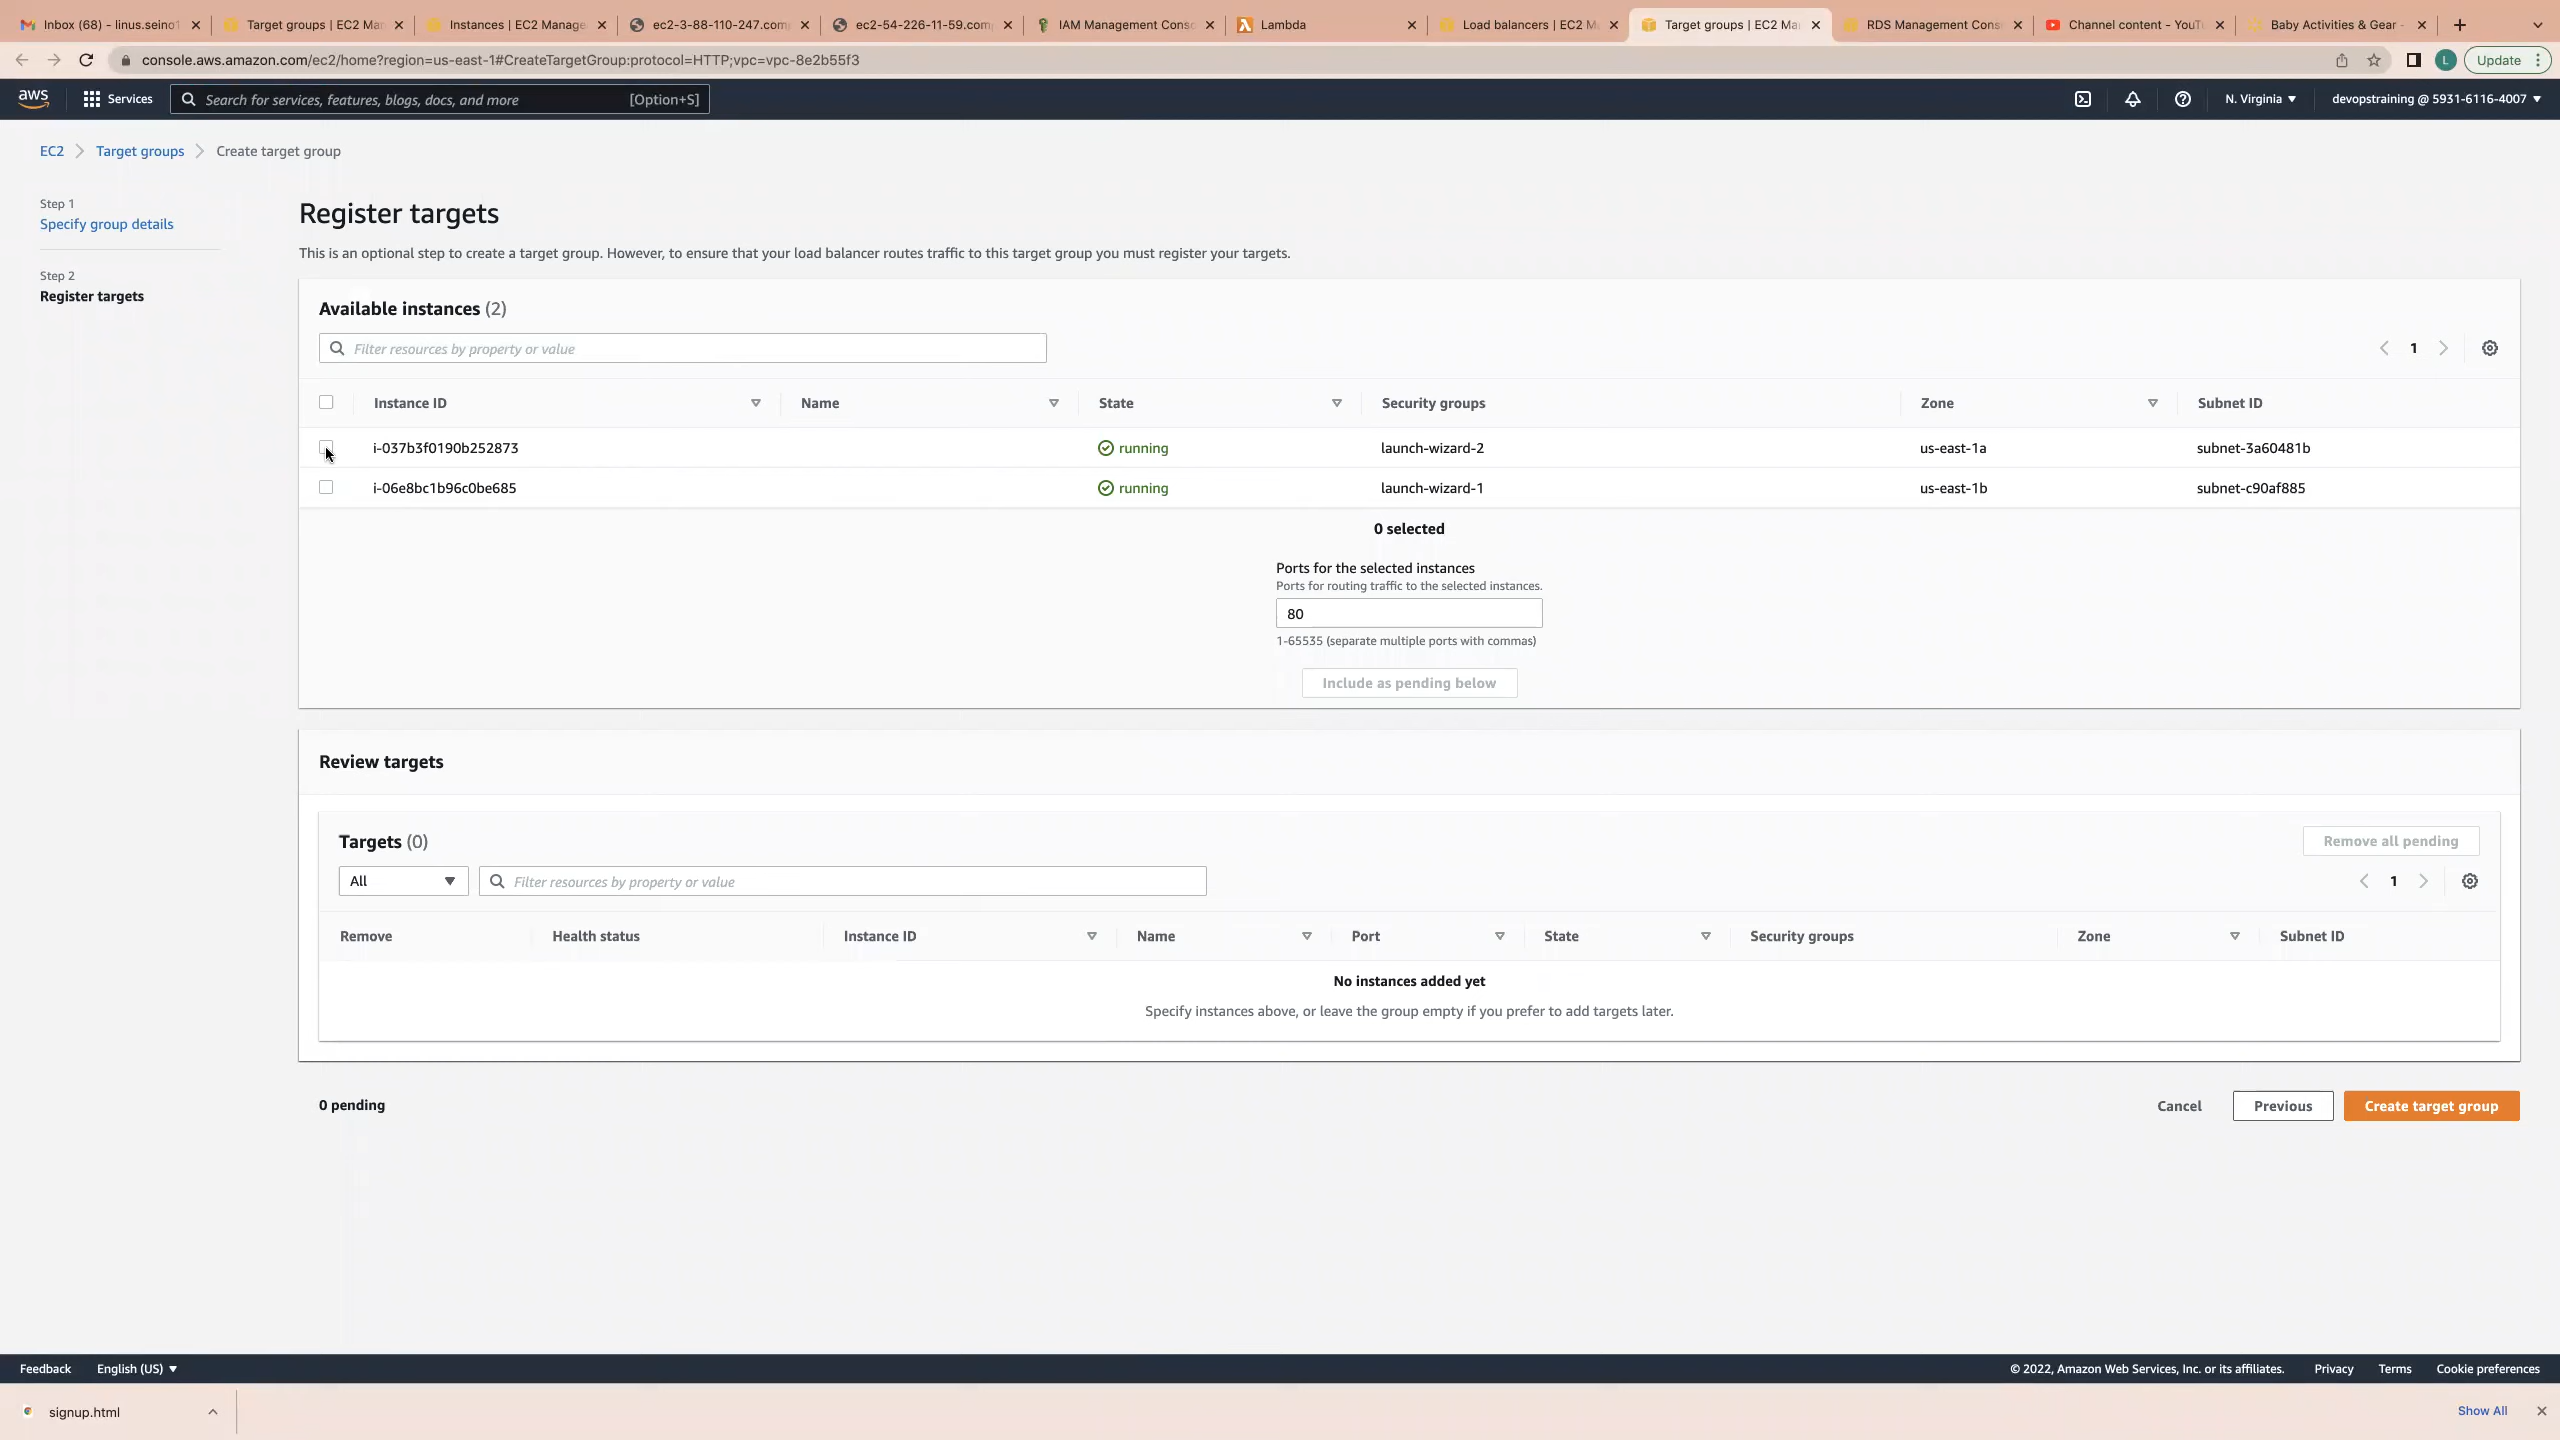 Inbox (68) - linus.seino1
Target groups | EC2 Ma
Instances | EC2 Manage
ec2-3-88-110-247.com
ec2-54-226-11-59.com
IAM Management Conso
Lambda
Load balancers | EC2 M
Target groups | EC2 Ma
RDS Management Cons
Channel content - YouTu
Baby Activities & Gear -
console.aws.amazon.com/ec2/home?region=us-east-1#CreateTargetGroup:protocol=HTTP;vpc=vpc-8e2b55f3
L
Update
aws
Services
Search for services, features, blogs, docs, and more
[Option+S]
N. Virginia
devopstraining @ 5931-6116-4007
EC2
Target groups
Create target group
Step 1
Specify group details
Step 2
Register targets
Register targets
This is an optional step to create a target group. However, to ensure that your load balancer routes traffic to this target group you must register your targets.
Available instances (2)
Filter resources by property or value
1
Instance ID Name State Security groups Zone Subnet ID
i-037b3f0190b252873 running launch-wizard-2 us-east-1a subnet-3a60481b
i-06e8bc1b96c0be685 running launch-wizard-1 us-east-1b subnet-c90af885
0 selected
Ports for the selected instances
Ports for routing traffic to the selected instances.
80
1-65535 (separate multiple ports with commas)
Include as pending below
Review targets
Targets (0)
Remove all pending
All
Filter resources by property or value
1
Remove Health status Instance ID Name Port State Security groups Zone Subnet ID
No instances added yet
Specify instances above, or leave the group empty if you prefer to add targets later.
0 pending
Cancel
Previous
Create target group
Feedback
English (US)
© 2022, Amazon Web Services, Inc. or its affiliates.
Privacy
Terms
Cookie preferences
signup.html
Show All